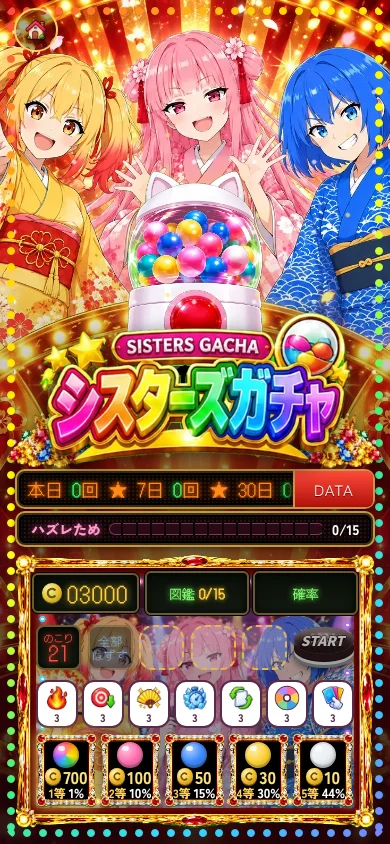 SISTERS GACHA
シスターズガチャ
本日 0回 ★ 7日 0回 ★ 30日 0
DATA
ハズレため 0/15
C 03000
図鑑 0/15
確率
のこり
21
全部
START
3 3 3 3 3 3 3
C 700 C 100 C 50 C 30 C 10
1等 1% 2等 10% 3等 15% 4等 30% 5等 44%